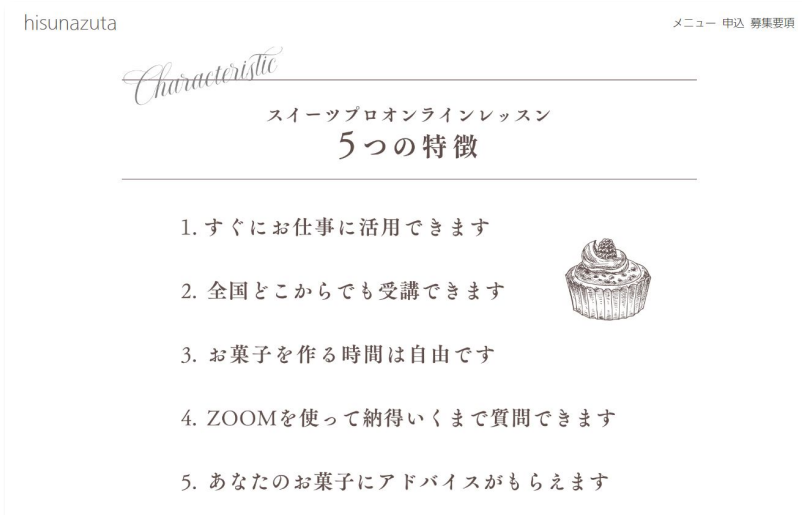 hisunazuta
メニュー 申込 募集要項
Characteristic
スイーツプロオンラインレッスン
5つの特徴
1. すぐにお仕事に活用できます
2. 全国どこからでも受講できます
3. お菓子を作る時間は自由です
4. ZOOMを使って納得いくまで質問できます
5. あなたのお菓子にアドバイスがもらえます